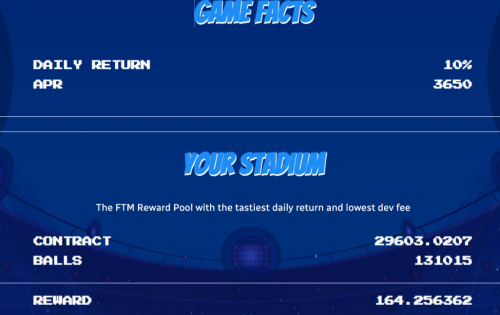 GAME FACTS
DAILY RETURN 10%
APR 3650
YOUR STADIUM
The FTM Reward Pool with the tastiest daily return and lowest dev fee
CONTRACT 29603.0207
BALLS 131015
REWARD 164.256362